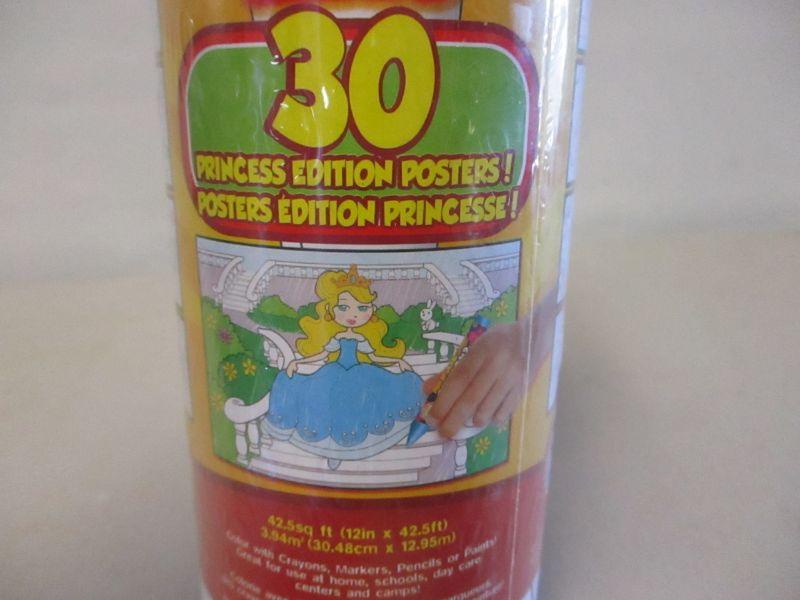 30
PRINCESS EDITION POSTERS!
POSTERS ÉDITION PRINCESSE!
42.5sq ft (12in x 42.5ft)
3.94m² (30.48cm x 12.95m)
Color with Crayons, Markers, Pencils or Paints!
Great for use at home, schools, day care
centers and camps!